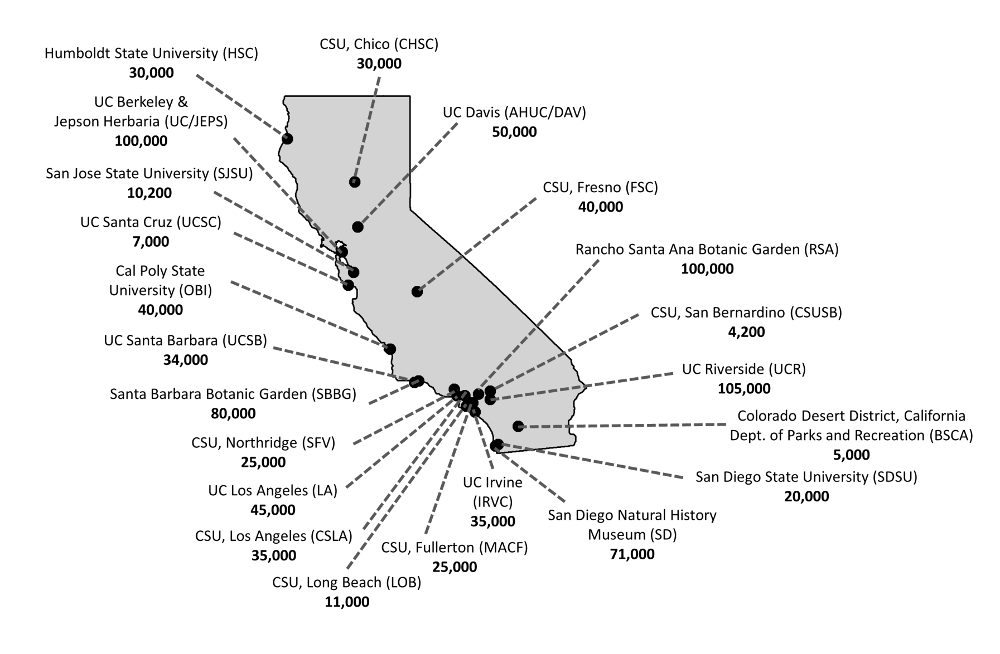 Humboldt State University (HSC)
30,000
CSU, Chico (CHSC)
30,000
UC Berkeley &
Jepson Herbaria (UC/JEPS)
100,000
UC Davis (AHUC/DAV)
50,000
San Jose State University (SJSU)
10,200
CSU, Fresno (FSC)
40,000
UC Santa Cruz (UCSC)
7,000
Rancho Santa Ana Botanic Garden (RSA)
100,000
Cal Poly State
University (OBI)
40,000
CSU, San Bernardino (CSUSB)
4,200
UC Santa Barbara (UCSB)
34,000
UC Riverside (UCR)
105,000
Santa Barbara Botanic Garden (SBBG)
80,000
Colorado Desert District, California
Dept. of Parks and Recreation (BSCA)
5,000
CSU, Northridge (SFV)
25,000
San Diego State University (SDSU)
20,000
UC Los Angeles (LA)
45,000
UC Irvine
(IRVC)
35,000
San Diego Natural History
Museum (SD)
71,000
CSU, Los Angeles (CSLA)
35,000
CSU, Fullerton (MACF)
25,000
CSU, Long Beach (LOB)
11,000